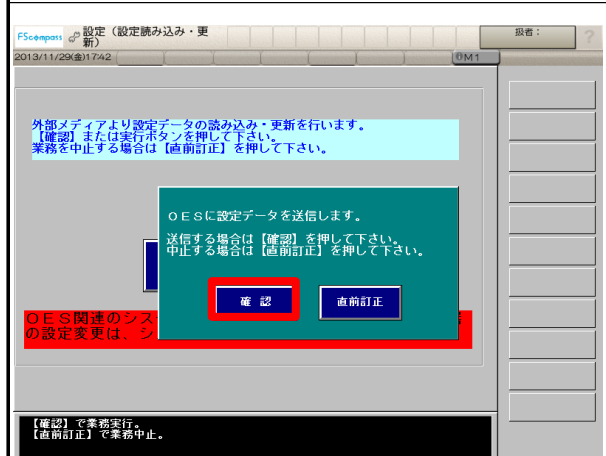 FScompass 設定（設定読み込み・更新）
扱者：
?
2013/11/29(金)17:42
0M1
外部メディアより設定データの読み込み・更新を行います。
【確認】または実行ボタンを押して下さい。
業務を中止する場合は【直前訂正】を押して下さい。
ＯＥＳに設定データを送信します。
送信する場合は【確認】を押して下さい。
中止する場合は【直前訂正】を押して下さい。
確 認
直前訂正
ＯＥＳ関連のシス
の設定変更は、シ
【確認】で業務実行。
【直前訂正】で業務中止。